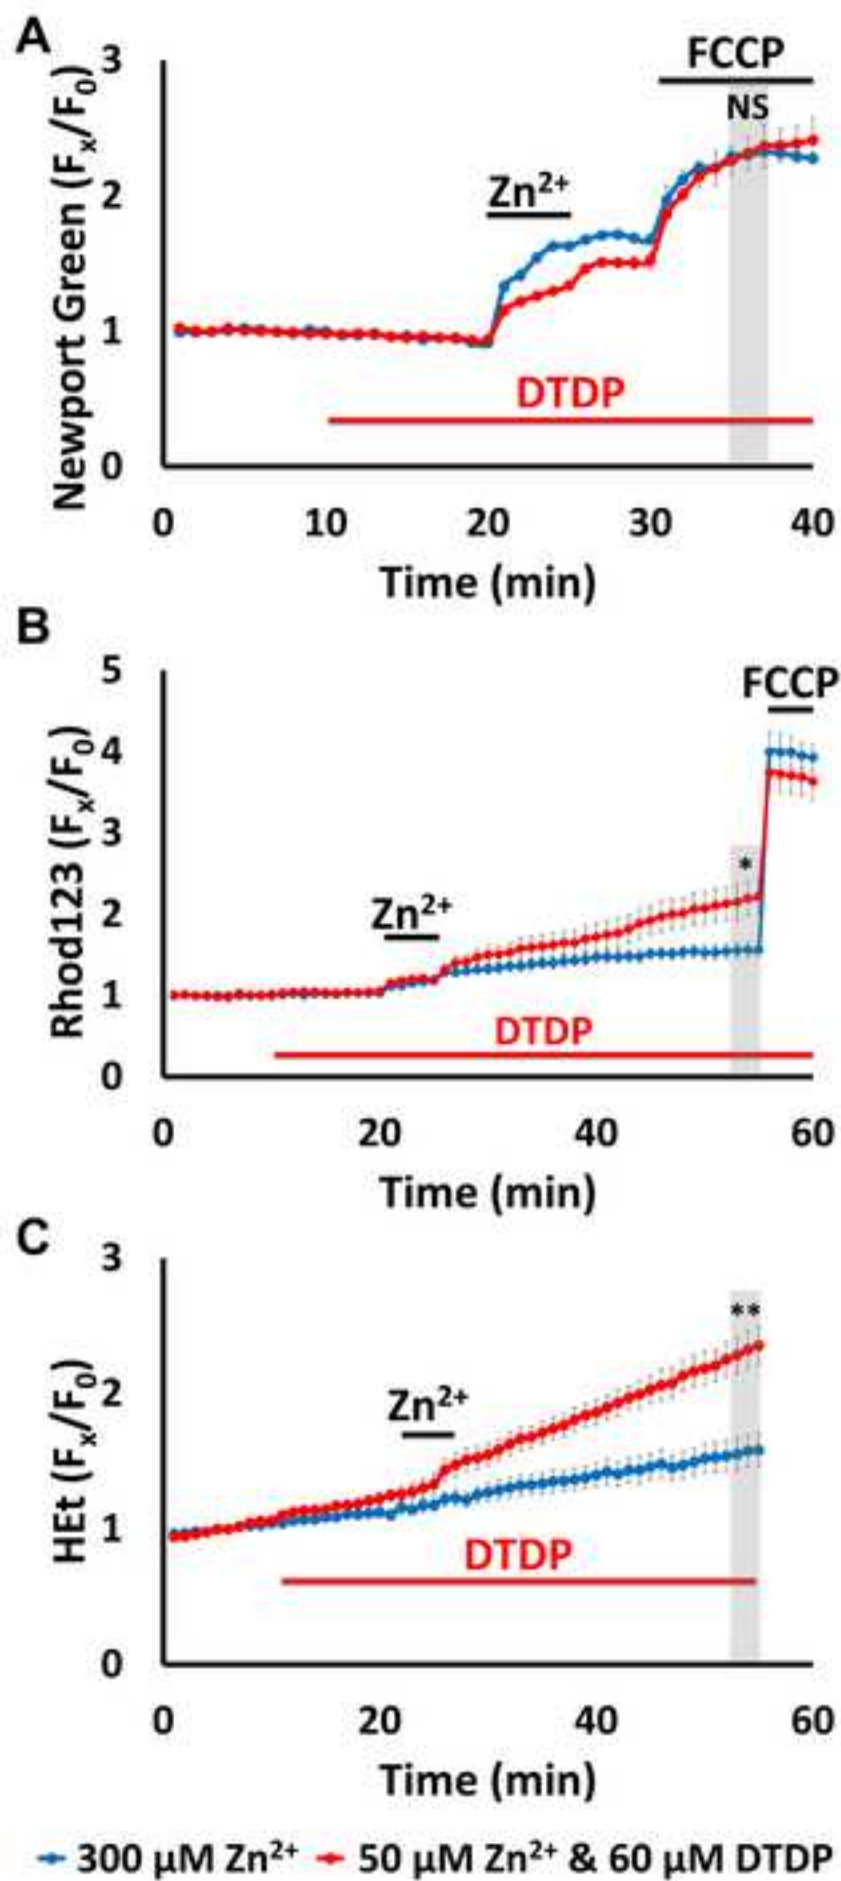 A
Newport Green (Fx/F0)
3
2
1
0
FCCP
NS
Zn²⁺
DTDP
0 10 20 30 40
Time (min)
B
Rhod123 (Fx/F0)
5
4
3
2
1
0
FCCP
*
Zn²⁺
DTDP
0 20 40 60
Time (min)
C
HEt (Fx/F0)
3
2
1
0
**
Zn²⁺
DTDP
0 20 40 60
Time (min)
300 µM Zn²⁺ 50 µM Zn²⁺ & 60 µM DTDP